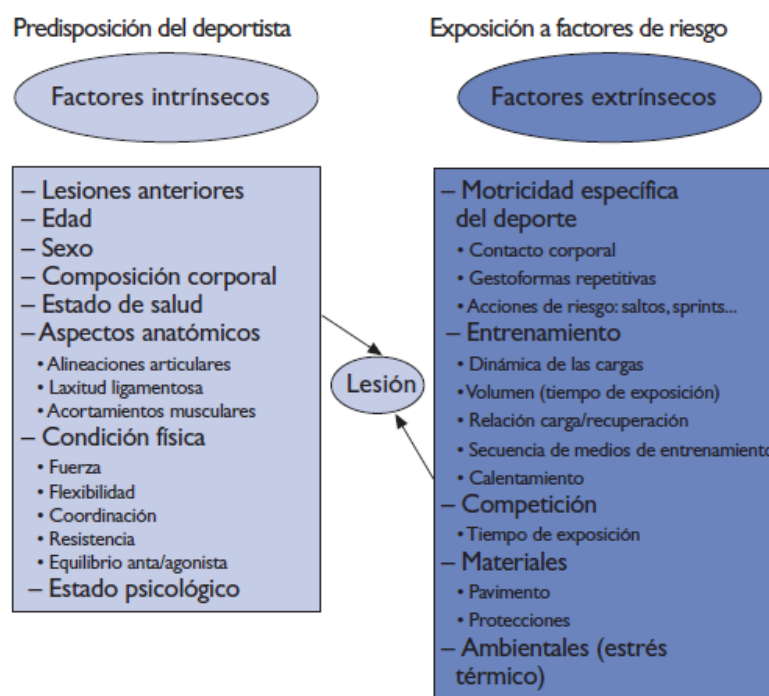 Predisposición del deportista
Factores intrínsecos
– Lesiones anteriores
– Edad
– Sexo
– Composición corporal
– Estado de salud
– Aspectos anatómicos
• Alineaciones articulares
• Laxitud ligamentosa
• Acortamientos musculares
– Condición física
• Fuerza
• Flexibilidad
• Coordinación
• Resistencia
• Equilibrio anta/agonista
– Estado psicológico
Lesión
Exposición a factores de riesgo
Factores extrínsecos
– Motricidad específica
del deporte
• Contacto corporal
• Gestoformas repetitivas
• Acciones de riesgo: saltos, sprints...
– Entrenamiento
• Dinámica de las cargas
• Volumen (tiempo de exposición)
• Relación carga/recuperación
• Secuencia de medios de entrenamiento
• Calentamiento
– Competición
• Tiempo de exposición
– Materiales
• Pavimento
• Protecciones
– Ambientales (estrés
térmico)